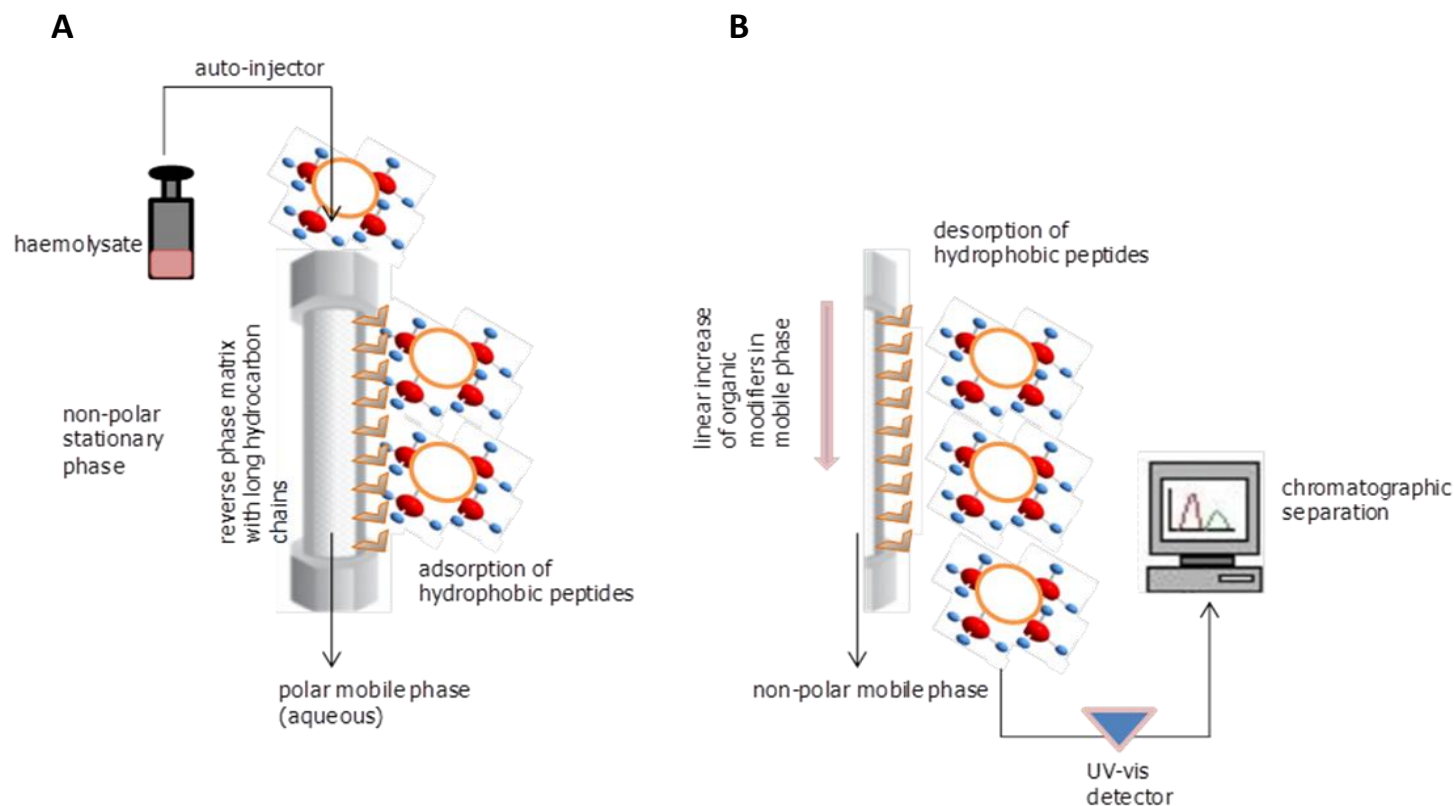 A
auto-injector
haemolysate
non-polar
stationary
phase
reverse phase matrix
with long hydrocarbon
chains
adsorption of
hydrophobic peptides
polar mobile phase
(aqueous)
B
desorption of
hydrophobic peptides
linear increase
of organic
modifiers in
mobile phase
non-polar mobile phase
chromatographic
separation
UV-vis
detector